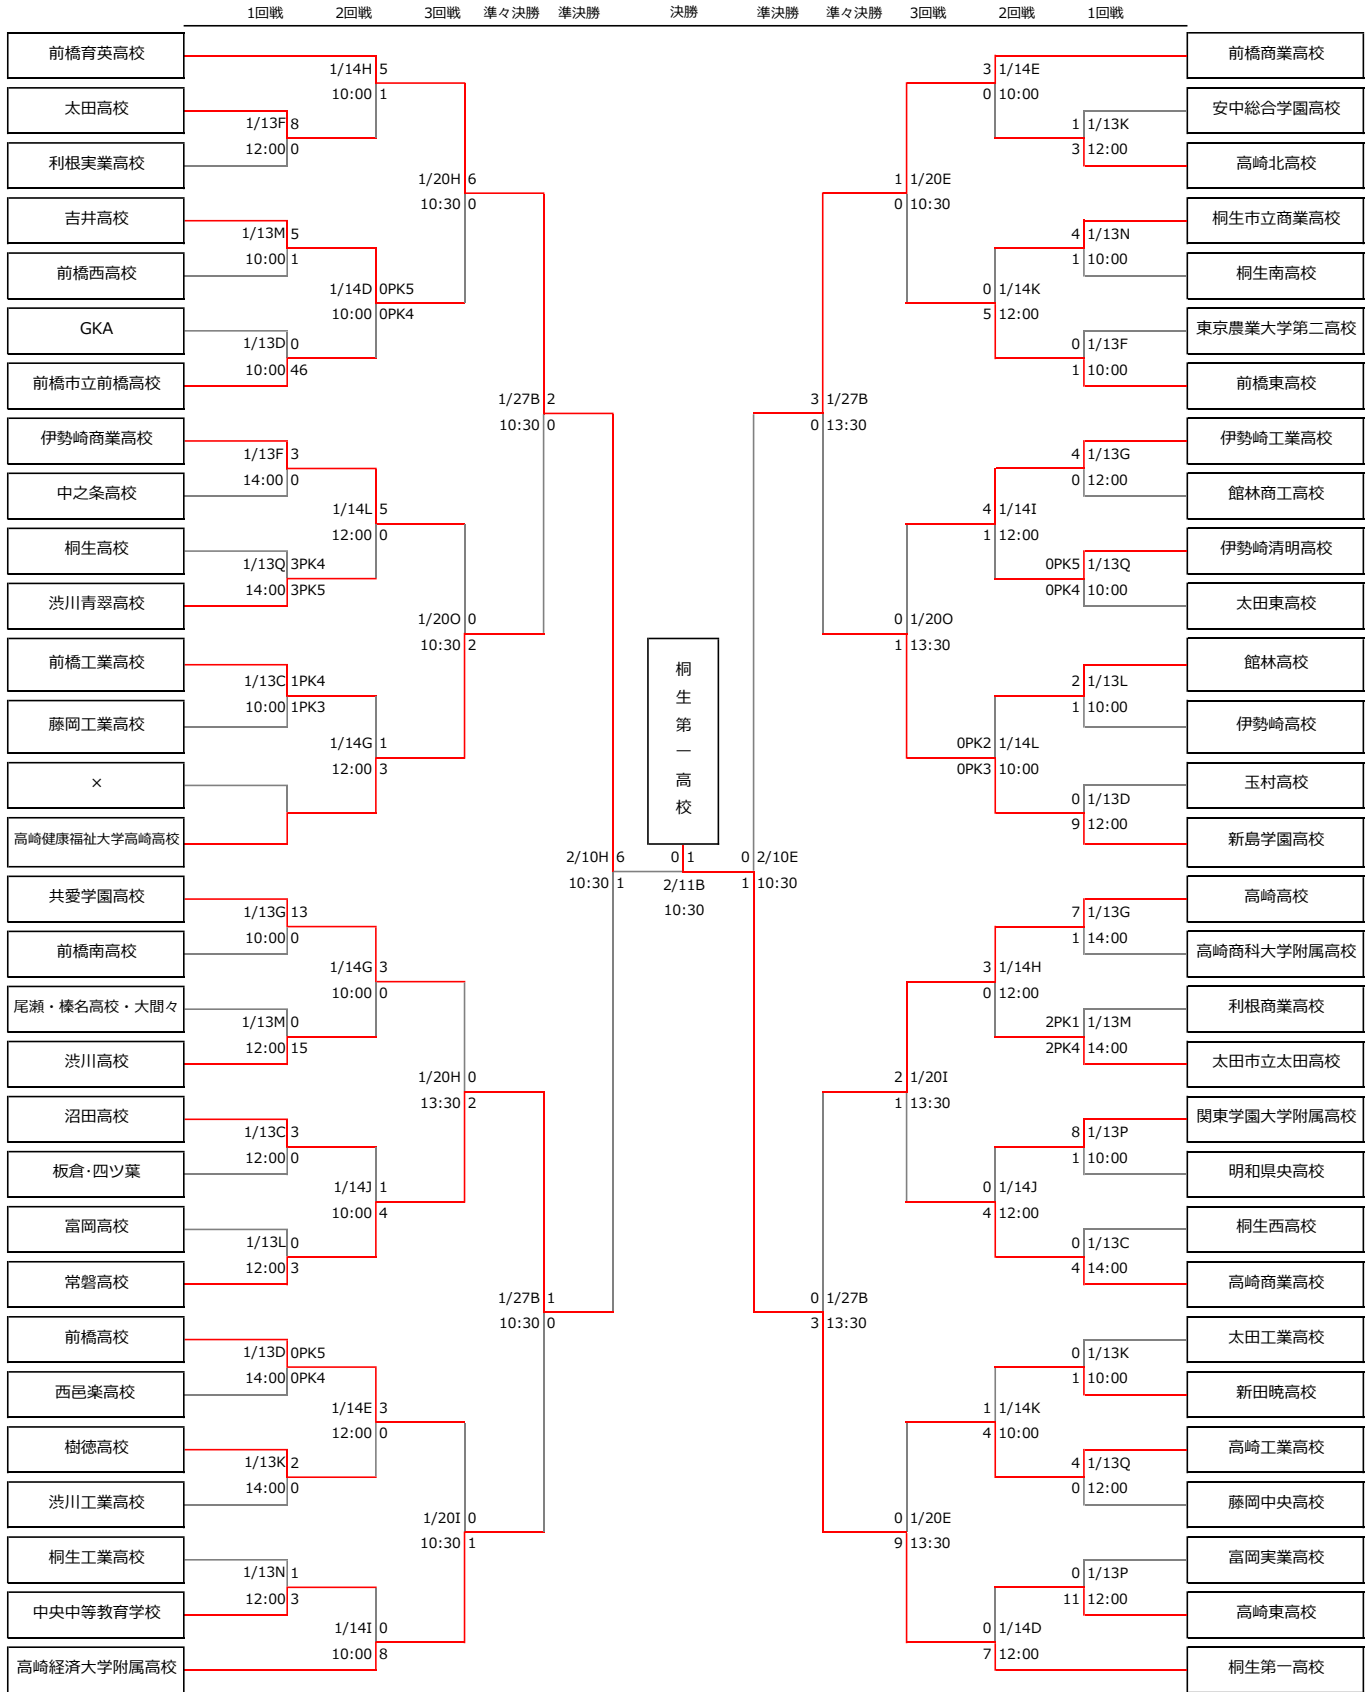 1回戦 2回戦 3回戦 準々決勝 準決勝 決勝 準決勝 準々決勝 3回戦 2回戦 1回戦
前橋育英高校
1/14H 5
10:00 1
太田高校
1/13F 8
12:00 0
利根実業高校
1/20H 6
10:30 0
吉井高校
1/13M 5
10:00 1
前橋西高校
1/14D 0PK5
10:00 0PK4
GKA
1/13D 0
10:00 46
前橋市立前橋高校
1/27B 2
10:30 0
伊勢崎商業高校
1/13F 3
14:00 0
中之条高校
1/14L 5
12:00 0
桐生高校
1/13Q 3PK4
14:00 3PK5
渋川青翠高校
1/20O 0
10:30 2
前橋工業高校
1/13C 1PK4
10:00 1PK3
藤岡工業高校
1/14G 1
12:00 3
×
高崎健康福祉大学高崎高校
2/10H 6
10:30 1
共愛学園高校
1/13G 13
10:00 0
前橋南高校
1/14G 3
10:00 0
尾瀬・榛名高校・大間々
1/13M 0
12:00 15
渋川高校
1/20H 0
13:30 2
沼田高校
1/13C 3
12:00 0
板倉・四ツ葉
1/14J 1
10:00 4
富岡高校
1/13L 0
12:00 3
常磐高校
1/27B 1
10:30 0
前橋高校
1/13D 0PK5
14:00 0PK4
西邑楽高校
1/14E 3
12:00 0
樹徳高校
1/13K 2
14:00 0
渋川工業高校
1/20I 0
10:30 1
桐生工業高校
1/13N 1
12:00 3
中央中等教育学校
1/14I 0
10:00 8
高崎経済大学附属高校
桐生第一高校
0 1
2/11B
10:30
前橋商業高校
3 1/14E
0 10:00
安中総合学園高校
1 1/13K
3 12:00
高崎北高校
1 1/20E
0 10:30
桐生市立商業高校
4 1/13N
1 10:00
桐生南高校
0 1/14K
5 12:00
東京農業大学第二高校
0 1/13F
1 10:00
前橋東高校
3 1/27B
0 13:30
伊勢崎工業高校
4 1/13G
0 12:00
館林商工高校
4 1/14I
1 12:00
伊勢崎清明高校
0PK5 1/13Q
0PK4 10:00
太田東高校
0 1/20O
1 13:30
館林高校
2 1/13L
1 10:00
伊勢崎高校
0PK2 1/14L
0PK3 10:00
玉村高校
0 1/13D
9 12:00
新島学園高校
0 2/10E
1 10:30
高崎高校
7 1/13G
1 14:00
高崎商科大学附属高校
3 1/14H
0 12:00
利根商業高校
2PK1 1/13M
2PK4 14:00
太田市立太田高校
2 1/20I
1 13:30
関東学園大学附属高校
8 1/13P
1 10:00
明和県央高校
0 1/14J
4 12:00
桐生西高校
0 1/13C
4 14:00
高崎商業高校
0 1/27B
3 13:30
太田工業高校
0 1/13K
1 10:00
新田暁高校
1 1/14K
4 10:00
高崎工業高校
4 1/13Q
0 12:00
藤岡中央高校
0 1/20E
9 13:30
富岡実業高校
0 1/13P
11 12:00
高崎東高校
0 1/14D
7 12:00
桐生第一高校